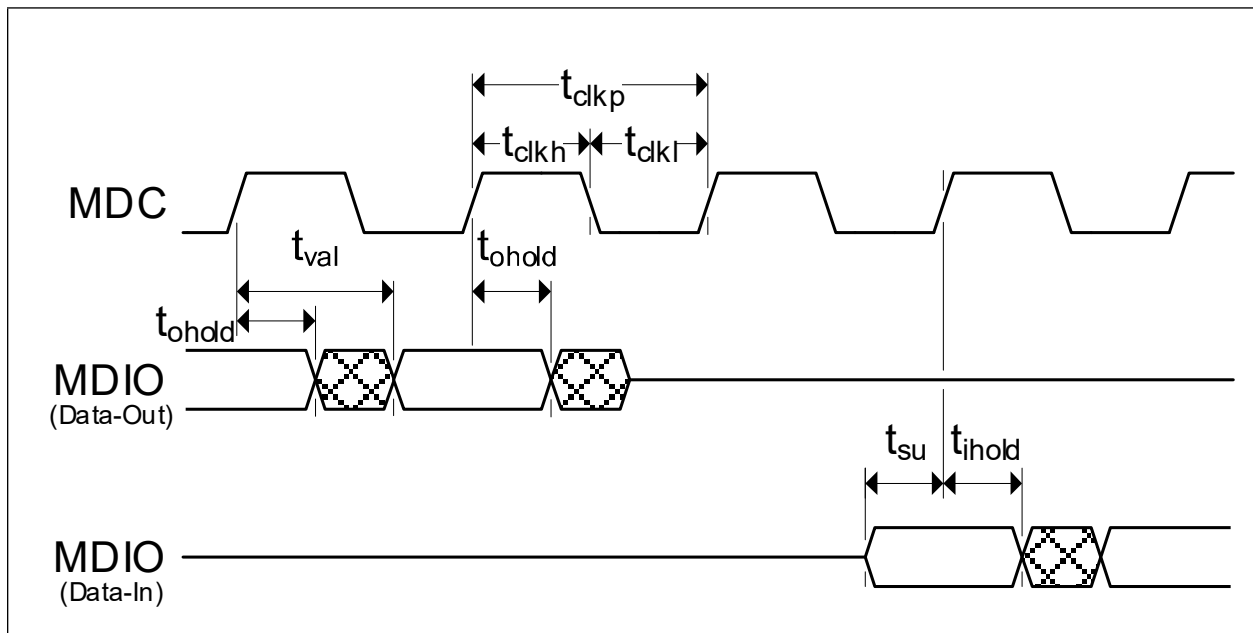 tclkp
tclkh tclkl
MDC
tval
tohold
tohold
MDIO
(Data-Out)
tsu tihold
MDIO
(Data-In)